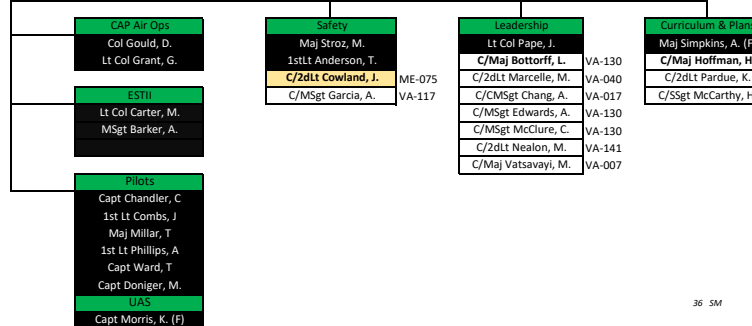 CAP Air Ops
Col Gould, D.
Lt Col Grant, G.
ESTII
Lt Col Carter, M.
MSgt Barker, A.
Pilots
Capt Chandler, C
1st Lt Combs, J
Maj Millar, T
1st Lt Phillips, A
Capt Ward, T
Capt Doniger, M.
UAS
Capt Morris, K. (F)
Safety
Maj Stroz, M.
1stLt Anderson, T.
C/2dLt Cowland, J. ME-075
C/MSgt Garcia, A. VA-117
Leadership
Lt Col Pape, J.
C/Maj Bottorff, L. VA-130
C/2dLt Marcelle, M. VA-040
C/CMSgt Chang, A. VA-017
C/MSgt Edwards, A. VA-130
C/MSgt McClure, C. VA-130
C/2dLt Nealon, M. VA-141
C/Maj Vatsavayi, M. VA-007
Curriculum & Plans
Maj Simpkins, A. (F
C/Maj Hoffman, H
C/2dLt Pardue, K.
C/SSgt McCarthy, H
36 SM